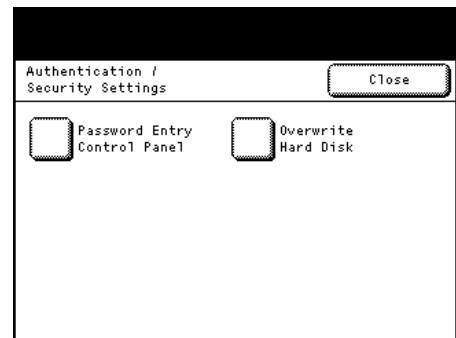 Authentication /
Security Settings
Close
Password Entry
Control Panel
Overwrite
Hard Disk